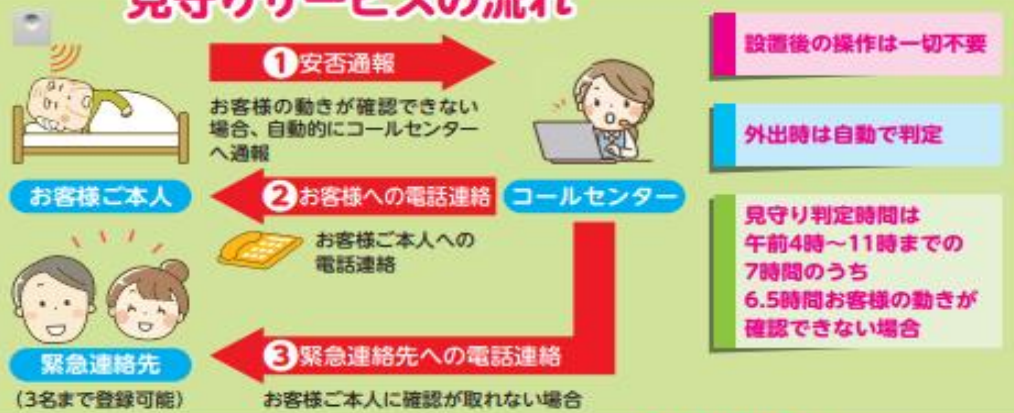 見守りサービスの流れ
❶安否通報
お客様の動きが確認できない
場合、自動的にコールセンター
へ通報
お客様ご本人
❷お客様への電話連絡
コールセンター
お客様ご本人への
電話連絡
緊急連絡先
(3名まで登録可能)
❸緊急連絡先への電話連絡
お客様ご本人に確認が取れない場合
設置後の操作は一切不要
外出時は自動で判定
見守り判定時間は
午前4時～11時までの
7時間のうち
6.5時間お客様の動きが
確認できない場合